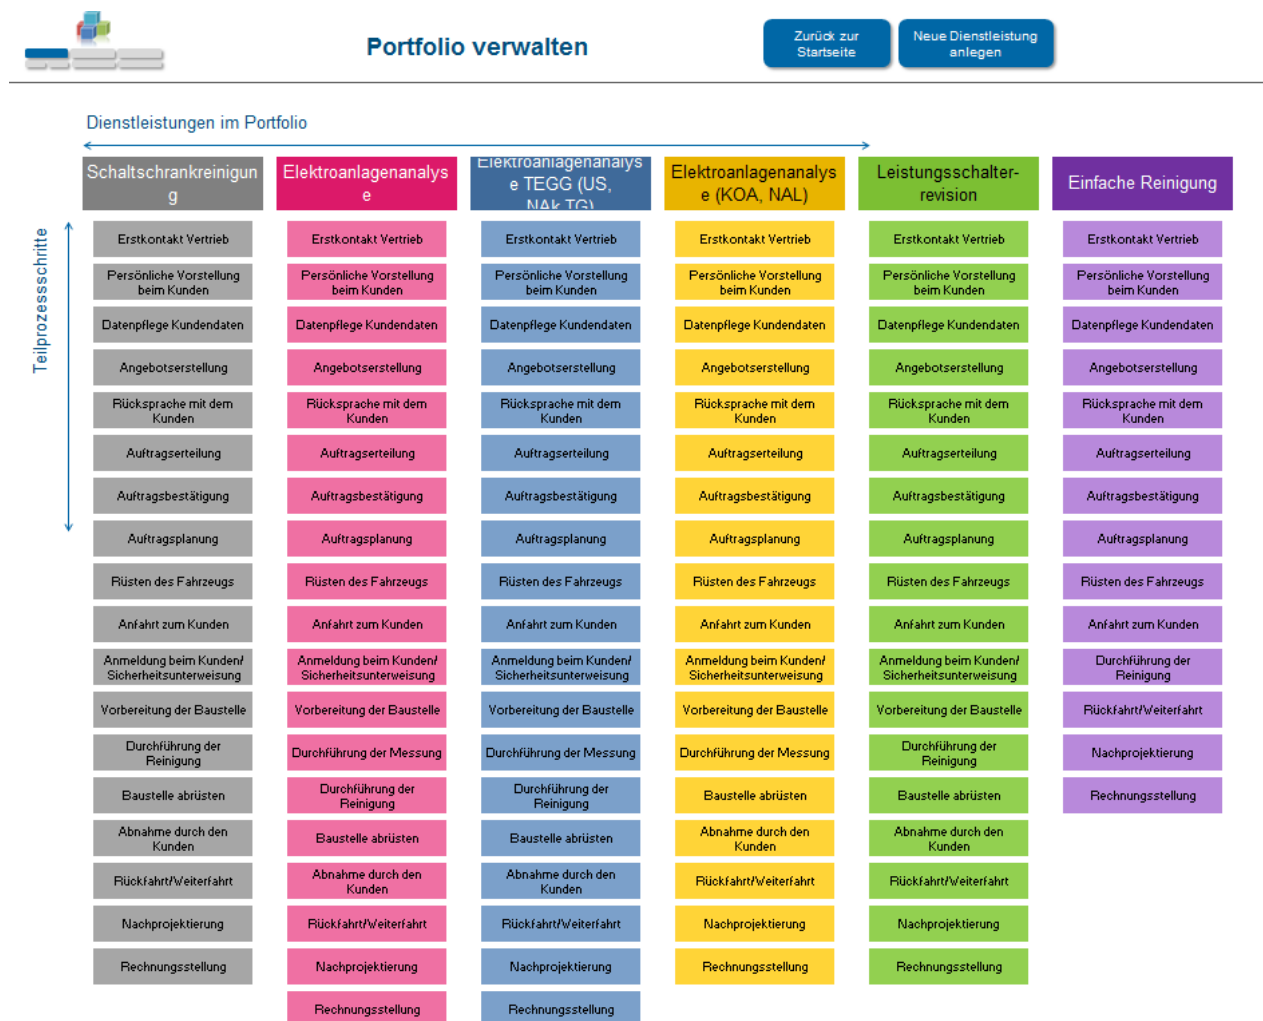 Portfolio verwalten
Zurück zur
Startseite
Neue Dienstleistung
anlegen
Dienstleistungen im Portfolio
Teilprozessschritte
Schaltschrankreinigun
g
Erstkontakt Vertrieb
Persönliche Vorstellung
beim Kunden
Datenpflege Kundendaten
Angebotserstellung
Rücksprache mit dem
Kunden
Auftragserteilung
Auftragsbestätigung
Auftragsplanung
Rüsten des Fahrzeugs
Anfahrt zum Kunden
Anmeldung beim Kunden/
Sicherheitsunterweisung
Vorbereitung der Baustelle
Durchführung der
Reinigung
Baustelle abrüsten
Abnahme durch den
Kunden
Rückfahrt/Weiterfahrt
Nachprojektierung
Rechnungsstellung
Elektroanlagenanalys
e
Erstkontakt Vertrieb
Persönliche Vorstellung
beim Kunden
Datenpflege Kundendaten
Angebotserstellung
Rücksprache mit dem
Kunden
Auftragserteilung
Auftragsbestätigung
Auftragsplanung
Rüsten des Fahrzeugs
Anfahrt zum Kunden
Anmeldung beim Kunden/
Sicherheitsunterweisung
Vorbereitung der Baustelle
Durchführung der Messung
Durchführung der
Reinigung
Baustelle abrüsten
Abnahme durch den
Kunden
Rückfahrt/Weiterfahrt
Nachprojektierung
Rechnungsstellung
Elektroanlagenanalys
e TEGG (US,
NAk TG)
Erstkontakt Vertrieb
Persönliche Vorstellung
beim Kunden
Datenpflege Kundendaten
Angebotserstellung
Rücksprache mit dem
Kunden
Auftragserteilung
Auftragsbestätigung
Auftragsplanung
Rüsten des Fahrzeugs
Anfahrt zum Kunden
Anmeldung beim Kunden/
Sicherheitsunterweisung
Vorbereitung der Baustelle
Durchführung der Messung
Durchführung der
Reinigung
Baustelle abrüsten
Abnahme durch den
Kunden
Rückfahrt/Weiterfahrt
Nachprojektierung
Rechnungsstellung
Elektroanlagenanalys
e (KOA, NAL)
Erstkontakt Vertrieb
Persönliche Vorstellung
beim Kunden
Datenpflege Kundendaten
Angebotserstellung
Rücksprache mit dem
Kunden
Auftragserteilung
Auftragsbestätigung
Auftragsplanung
Rüsten des Fahrzeugs
Anfahrt zum Kunden
Anmeldung beim Kunden/
Sicherheitsunterweisung
Vorbereitung der Baustelle
Durchführung der Messung
Baustelle abrüsten
Abnahme durch den
Kunden
Rückfahrt/Weiterfahrt
Nachprojektierung
Rechnungsstellung
Leistungsschalter-
revision
Erstkontakt Vertrieb
Persönliche Vorstellung
beim Kunden
Datenpflege Kundendaten
Angebotserstellung
Rücksprache mit dem
Kunden
Auftragserteilung
Auftragsbestätigung
Auftragsplanung
Rüsten des Fahrzeugs
Anfahrt zum Kunden
Anmeldung beim Kunden/
Sicherheitsunterweisung
Vorbereitung der Baustelle
Durchführung der
Reinigung
Baustelle abrüsten
Abnahme durch den
Kunden
Rückfahrt/Weiterfahrt
Nachprojektierung
Rechnungsstellung
Einfache Reinigung
Erstkontakt Vertrieb
Persönliche Vorstellung
beim Kunden
Datenpflege Kundendaten
Angebotserstellung
Rücksprache mit dem
Kunden
Auftragserteilung
Auftragsbestätigung
Auftragsplanung
Rüsten des Fahrzeugs
Anfahrt zum Kunden
Durchführung der
Reinigung
Rückfahrt/Weiterfahrt
Nachprojektierung
Rechnungsstellung